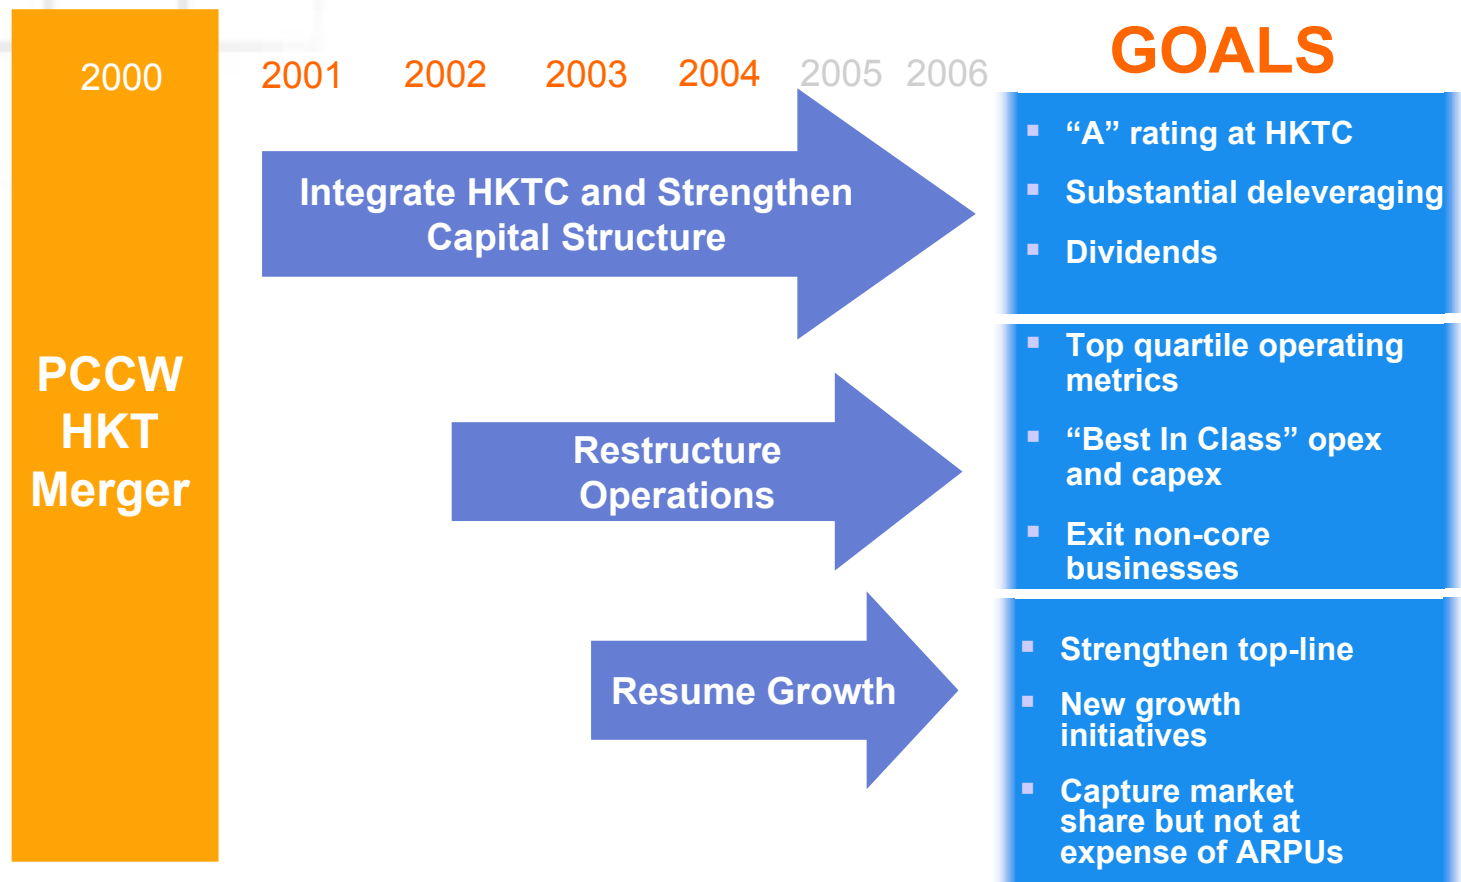 2000
2001 2002 2003 2004 2005 2006
GOALS
PCCW
HKT
Merger
Integrate HKTC and Strengthen
Capital Structure
“A” rating at HKTC
Substantial deleveraging
Dividends
Restructure
Operations
Top quartile operating
metrics
“Best In Class” opex
and capex
Exit non-core
businesses
Resume Growth
Strengthen top-line
New growth
initiatives
Capture market
share but not at
expense of ARPUs